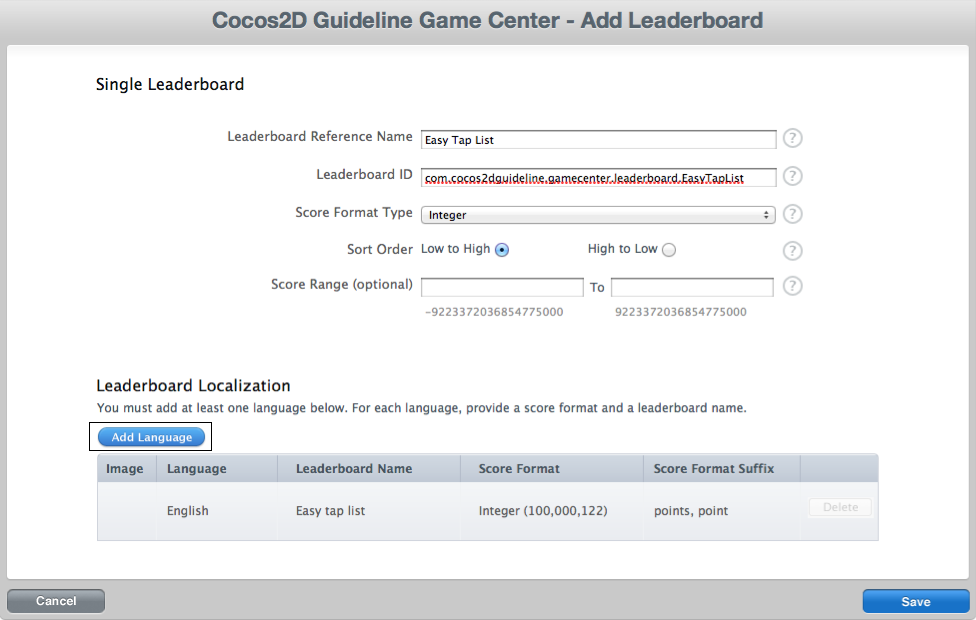 Cocos2D Guideline Game Center - Add Leaderboard
Single Leaderboard
Leaderboard Reference Name Easy Tap List ?
Leaderboard ID com.cocos2dguideline.gamecenter.leaderboard.EasyTapList ?
Score Format Type Integer ?
Sort Order Low to High High to Low ?
Score Range (optional) To ?
-9223372036854775000 9223372036854775000
Leaderboard Localization
You must add at least one language below. For each language, provide a score format and a leaderboard name.
Add Language
Image Language Leaderboard Name Score Format Score Format Suffix
English Easy tap list Integer (100,000,122) points, point Delete
Cancel Save